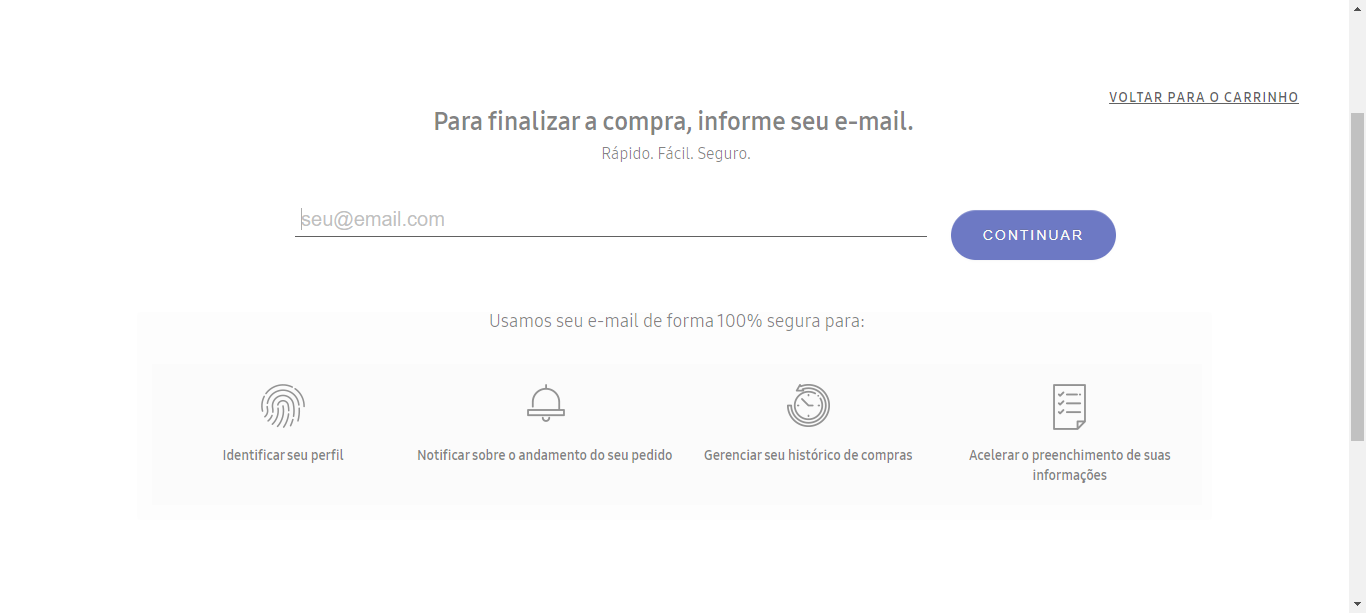 VOLTAR PARA O CARRINHO
Para finalizar a compra, informe seu e-mail.
Rápido. Fácil. Seguro.
seu@email.com
CONTINUAR
Usamos seu e-mail de forma 100% segura para:
Identificar seu perfil
Notificar sobre o andamento do seu pedido
Gerenciar seu histórico de compras
Acelerar o preenchimento de suas
informações